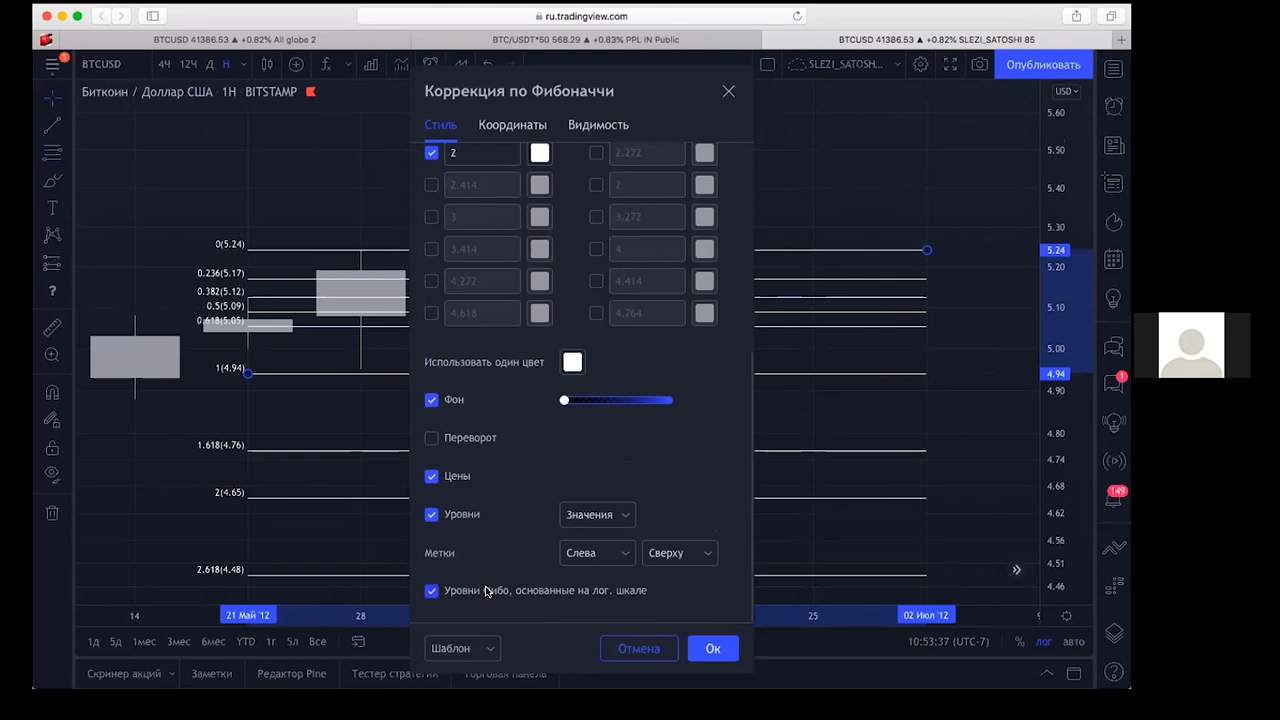 ru.tradingview.com
BTCUSD 41386.53 ▲ +0.82% All globe 2
BTC/USDT*50 568.29 ▲ +0.83% PPL IN Public
BTCUSD 41386.53 ▲ +0.82% SLEZI_SATOSHI 85
5
BTCUSD
4Ч
12Ч
Д
Н
SLEZI_SATOSH...
Опубликовать
Биткоин / Доллар США · 1Н · BITSTAMP
USD
Коррекция по Фибоначчи
Стиль
Координаты
Видимость
2
2.272
2.414
2
3
3.272
3.414
4
4.272
4.414
4.618
4.764
Использовать один цвет
Фон
Переворот
Цены
Уровни
Значения
Метки
Слева
Сверху
Уровни Фибо, основанные на лог. шкале
Шаблон
Отмена
Ок
0(5.24)
0.236(5.17)
0.382(5.12)
0.5(5.09)
0.618(5.05)
1(4.94)
1.618(4.76)
2(4.65)
2.618(4.48)
5.60
5.50
5.40
5.30
5.24
5.20
5.10
5.00
4.94
4.90
4.80
4.74
4.68
4.62
4.56
4.51
4.46
14
21 Май '12
28
25
02 Июл '12
1д
5д
1мес
3мес
6мес
YTD
1г
5л
Все
10:53:37 (UTC-7)
%
лог
авто
Скринер акций
Заметки
Редактор Pine
Тестер стратегий
Торговая панель
1
149